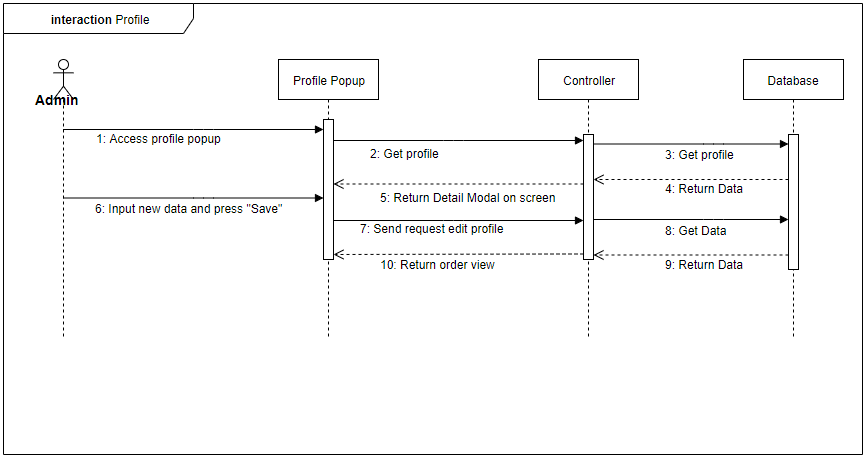 interaction Profile
Admin
Profile Popup
Controller
Database
1: Access profile popup
2: Get profile
3: Get profile
4: Return Data
5: Return Detail Modal on screen
6: Input new data and press "Save"
7: Send request edit profile
8: Get Data
9: Return Data
10: Return order view